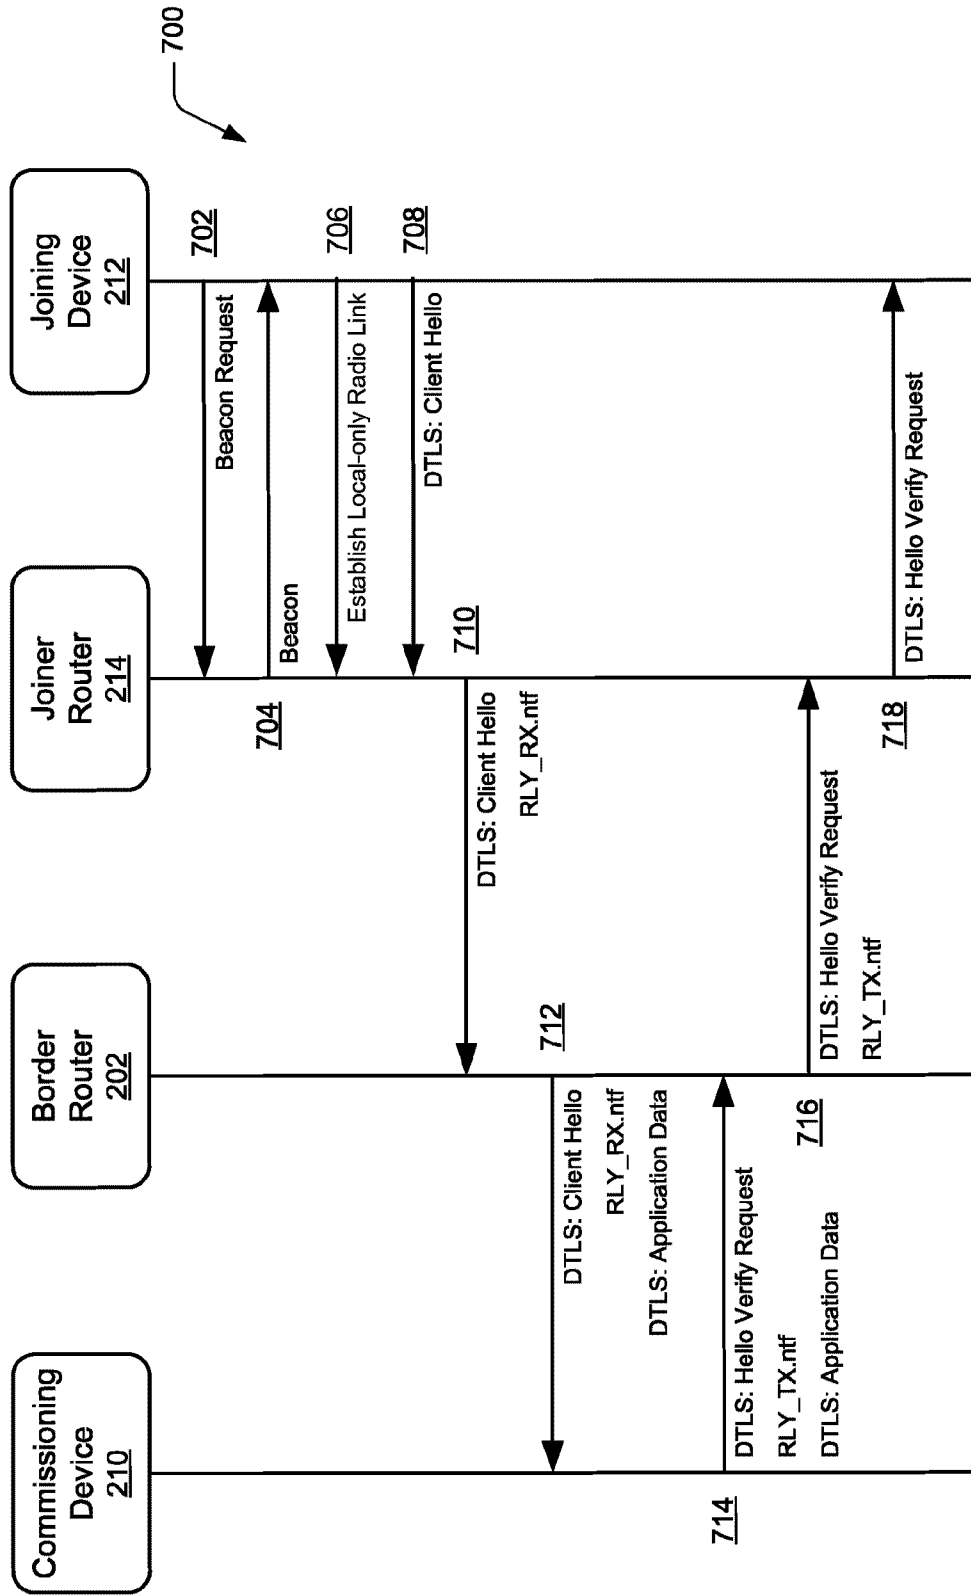 Commissioning
Device
210
Border
Router
202
Joiner
Router
214
Joining
Device
212
700
702
Beacon Request
704
Beacon
706
Establish Local-only Radio Link
708
DTLS: Client Hello
710
DTLS: Client Hello
RLY_RX.ntf
712
DTLS: Client Hello
RLY_RX.ntf
DTLS: Application Data
714
DTLS: Hello Verify Request
RLY_TX.ntf
DTLS: Application Data
716
DTLS: Hello Verify Request
RLY_TX.ntf
718
DTLS: Hello Verify Request